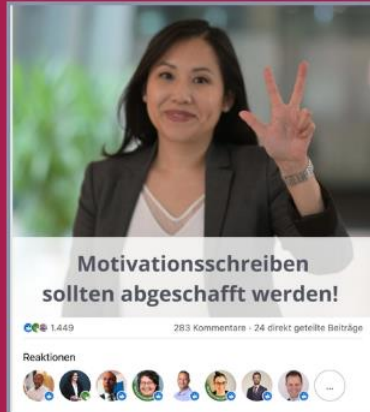 Motivationsschreiben
sollten abgeschafft werden!
1.449
283 Kommentare · 24 direkt geteilte Beiträge
Reaktionen
...